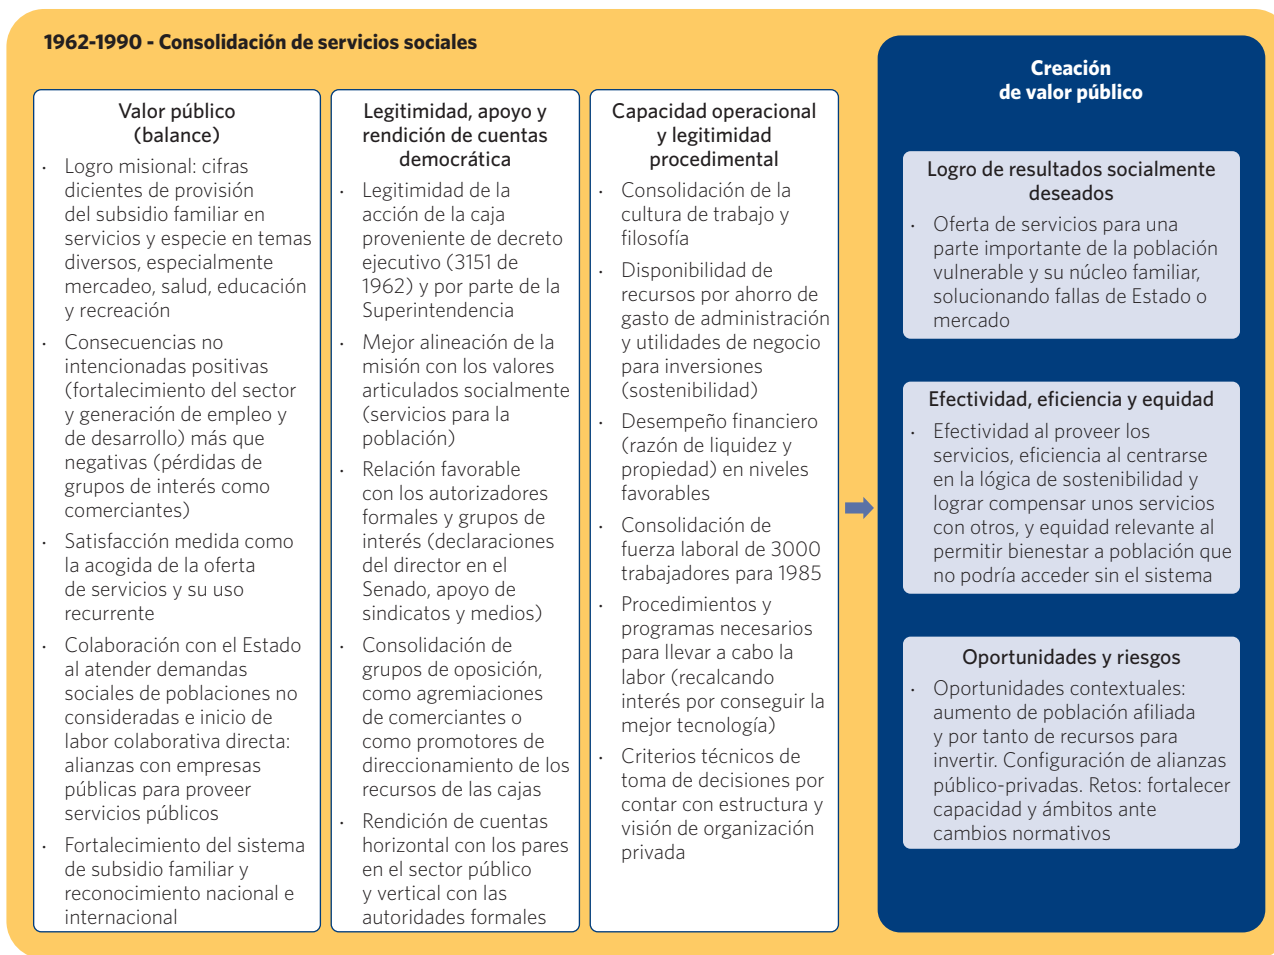 1962-1990 - Consolidación de servicios sociales
Valor público
(balance)
· Logro misional: cifras
dicientes de provisión
del subsidio familiar en
servicios y especie en temas
diversos, especialmente
mercadeo, salud, educación
y recreación
· Consecuencias no
intencionadas positivas
(fortalecimiento del sector
y generación de empleo y
de desarrollo) más que
negativas (pérdidas de
grupos de interés como
comerciantes)
· Satisfacción medida como
la acogida de la oferta
de servicios y su uso
recurrente
· Colaboración con el Estado
al atender demandas
sociales de poblaciones no
consideradas e inicio de
labor colaborativa directa:
alianzas con empresas
públicas para proveer
servicios públicos
· Fortalecimiento del sistema
de subsidio familiar y
reconocimiento nacional e
internacional
Legitimidad, apoyo y
rendición de cuentas
democrática
· Legitimidad de la
acción de la caja
proveniente de decreto
ejecutivo (3151 de
1962) y por parte de la
Superintendencia
· Mejor alineación de la
misión con los valores
articulados socialmente
(servicios para la
población)
· Relación favorable
con los autorizadores
formales y grupos de
interés (declaraciones
del director en el
Senado, apoyo de
sindicatos y medios)
· Consolidación de
grupos de oposición,
como agremiaciones
de comerciantes o
como promotores de
direccionamiento de los
recursos de las cajas
· Rendición de cuentas
horizontal con los pares
en el sector público
y vertical con las
autoridades formales
Capacidad operacional
y legitimidad
procedimental
· Consolidación de la
cultura de trabajo y
filosofía
· Disponibilidad de
recursos por ahorro de
gasto de administración
y utilidades de negocio
para inversiones
(sostenibilidad)
· Desempeño financiero
(razón de liquidez y
propiedad) en niveles
favorables
· Consolidación de
fuerza laboral de 3000
trabajadores para 1985
· Procedimientos y
programas necesarios
para llevar a cabo la
labor (recalcando
interés por conseguir la
mejor tecnología)
· Criterios técnicos de
toma de decisiones por
contar con estructura y
visión de organización
privada
Creación
de valor público
Logro de resultados socialmente
deseados
· Oferta de servicios para una
parte importante de la población
vulnerable y su núcleo familiar,
solucionando fallas de Estado o
mercado
Efectividad, eficiencia y equidad
· Efectividad al proveer los
servicios, eficiencia al centrarse
en la lógica de sostenibilidad y
lograr compensar unos servicios
con otros, y equidad relevante al
permitir bienestar a población que
no podría acceder sin el sistema
Oportunidades y riesgos
· Oportunidades contextuales:
aumento de población afiliada
y por tanto de recursos para
invertir. Configuración de alianzas
público-privadas. Retos: fortalecer
capacidad y ámbitos ante
cambios normativos